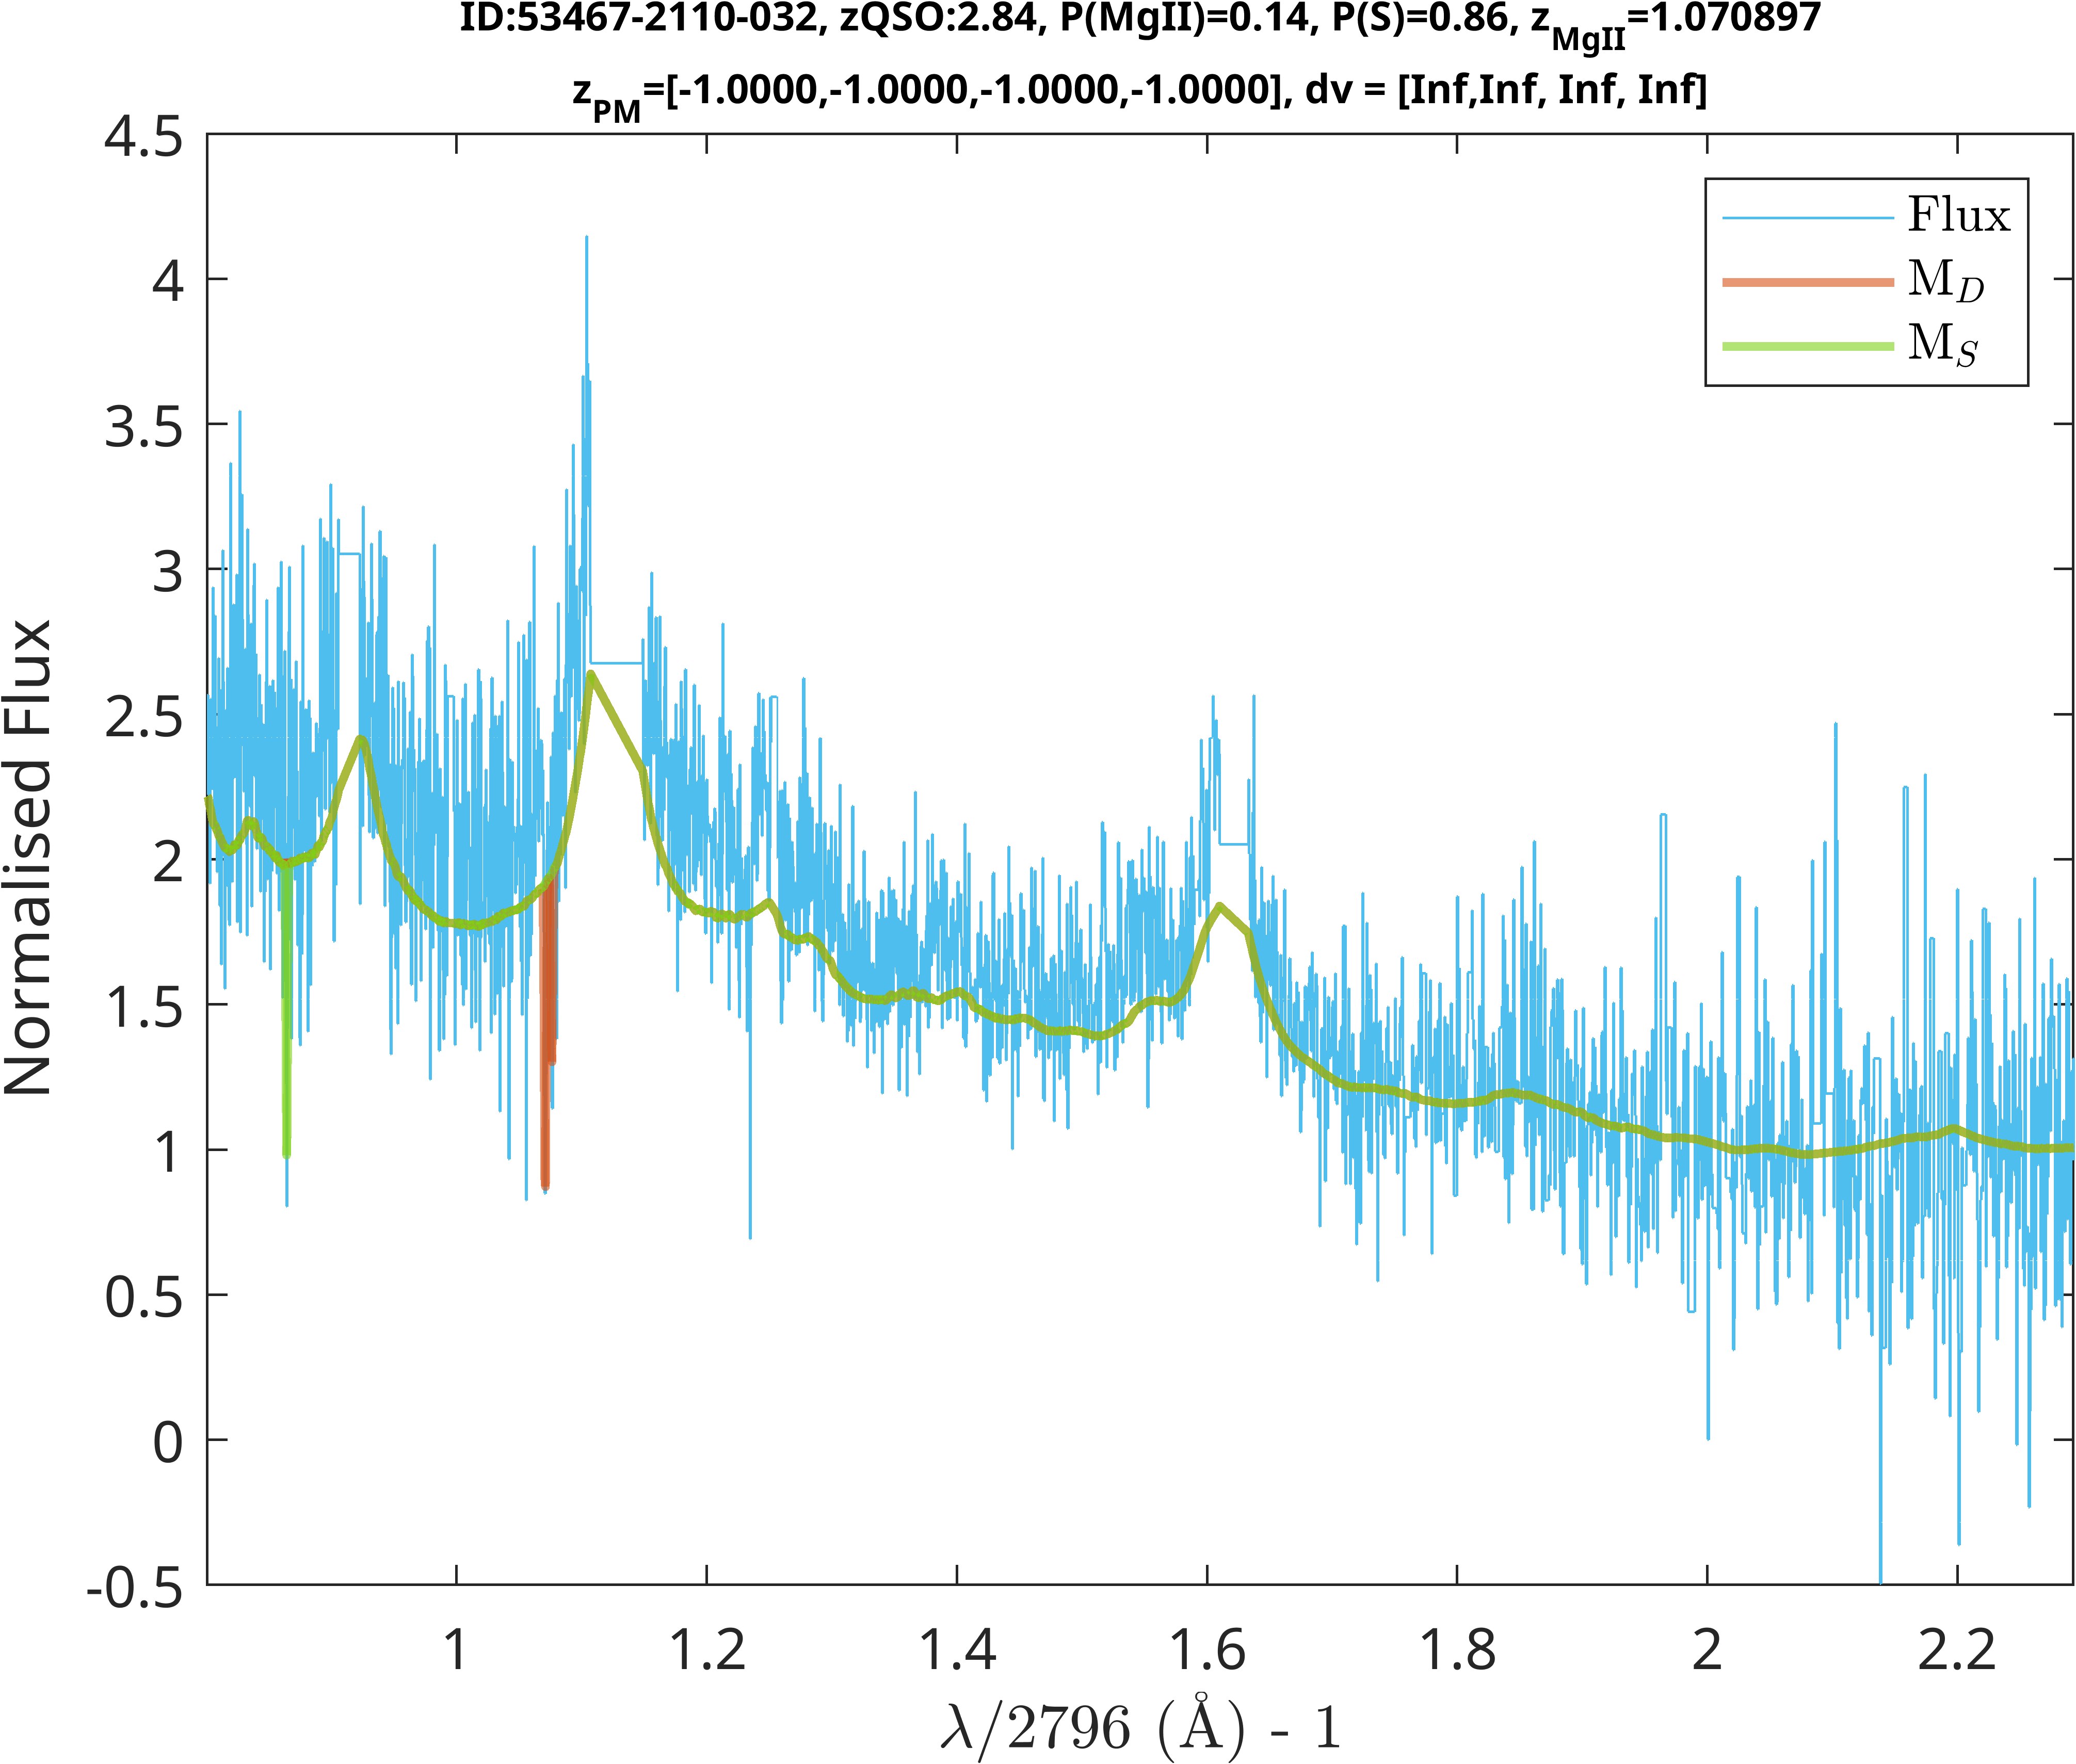 ID:53467-2110-032, zQSO:2.84, P(MgII)=0.14, P(S)=0.86, zMgII=1.070897
zPM=[-1.0000,-1.0000,-1.0000,-1.0000], dv = [Inf,Inf, Inf, Inf]
4.5
4
3.5
3
2.5
2
1.5
1
0.5
0
-0.5
Normalised Flux
Flux
MD
MS
1
1.2
1.4
1.6
1.8
2
2.2
λ/2796 (Å) - 1